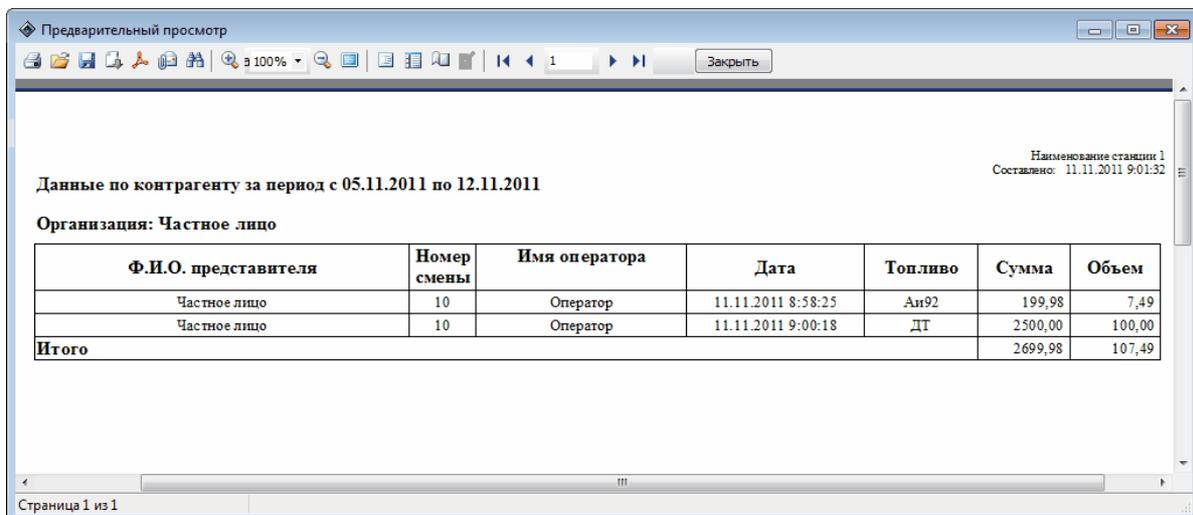 Предварительный просмотр
100%
1
Закрыть
Наименование станции 1
Составлено: 11.11.2011 9:01:32
Данные по контрагенту за период с 05.11.2011 по 12.11.2011
Организация: Частное лицо
Ф.И.О. представителя Номер смены Имя оператора Дата Топливо Сумма Объем
Частное лицо 10 Оператор 11.11.2011 8:58:25 Аи92 199,98 7,49
Частное лицо 10 Оператор 11.11.2011 9:00:18 ДТ 2500,00 100,00
Итого 2699,98 107,49
Страница 1 из 1